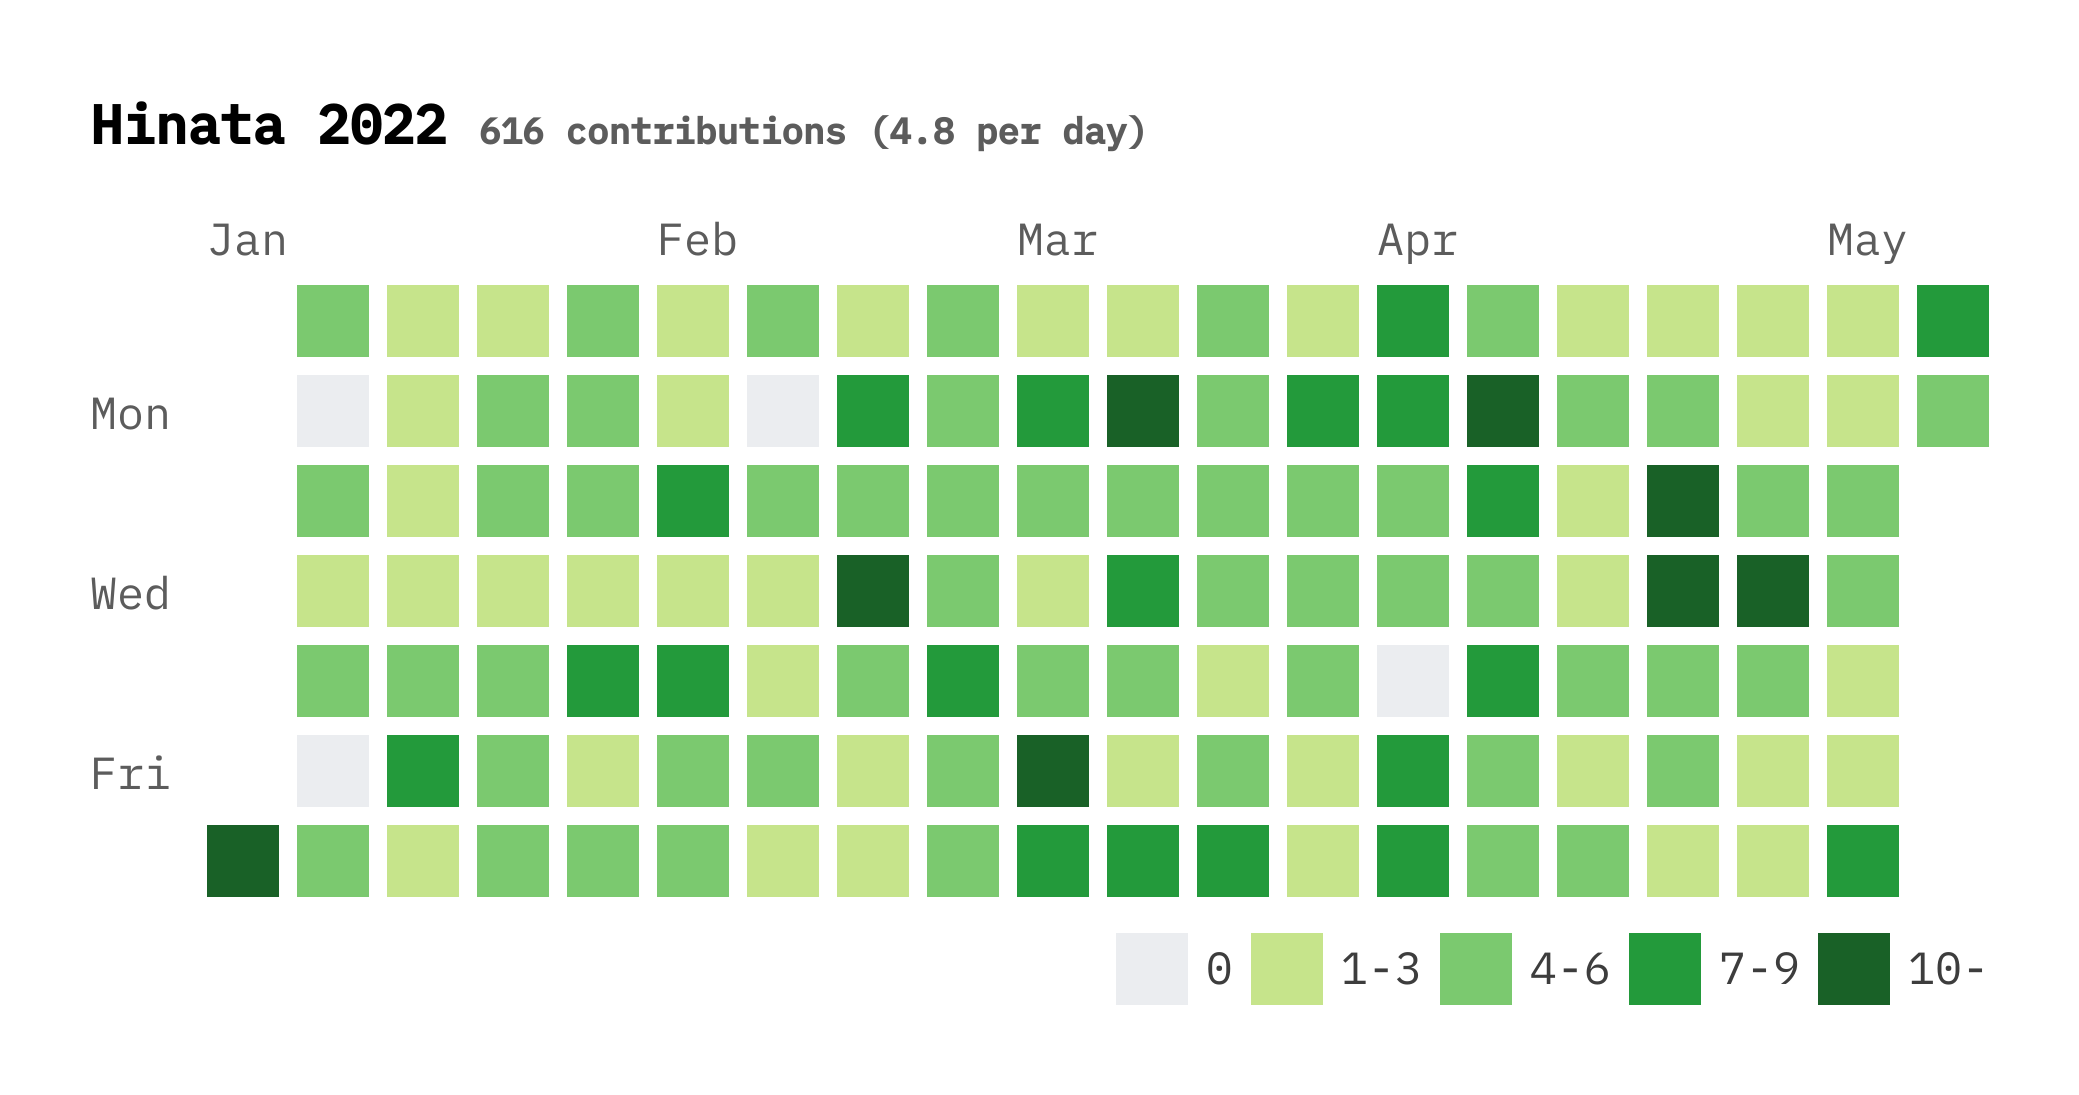 Hinata 2022 616 contributions (4.8 per day)
Jan Feb Mar Apr May
Mon
Wed
Fri
0 1-3 4-6 7-9 10-